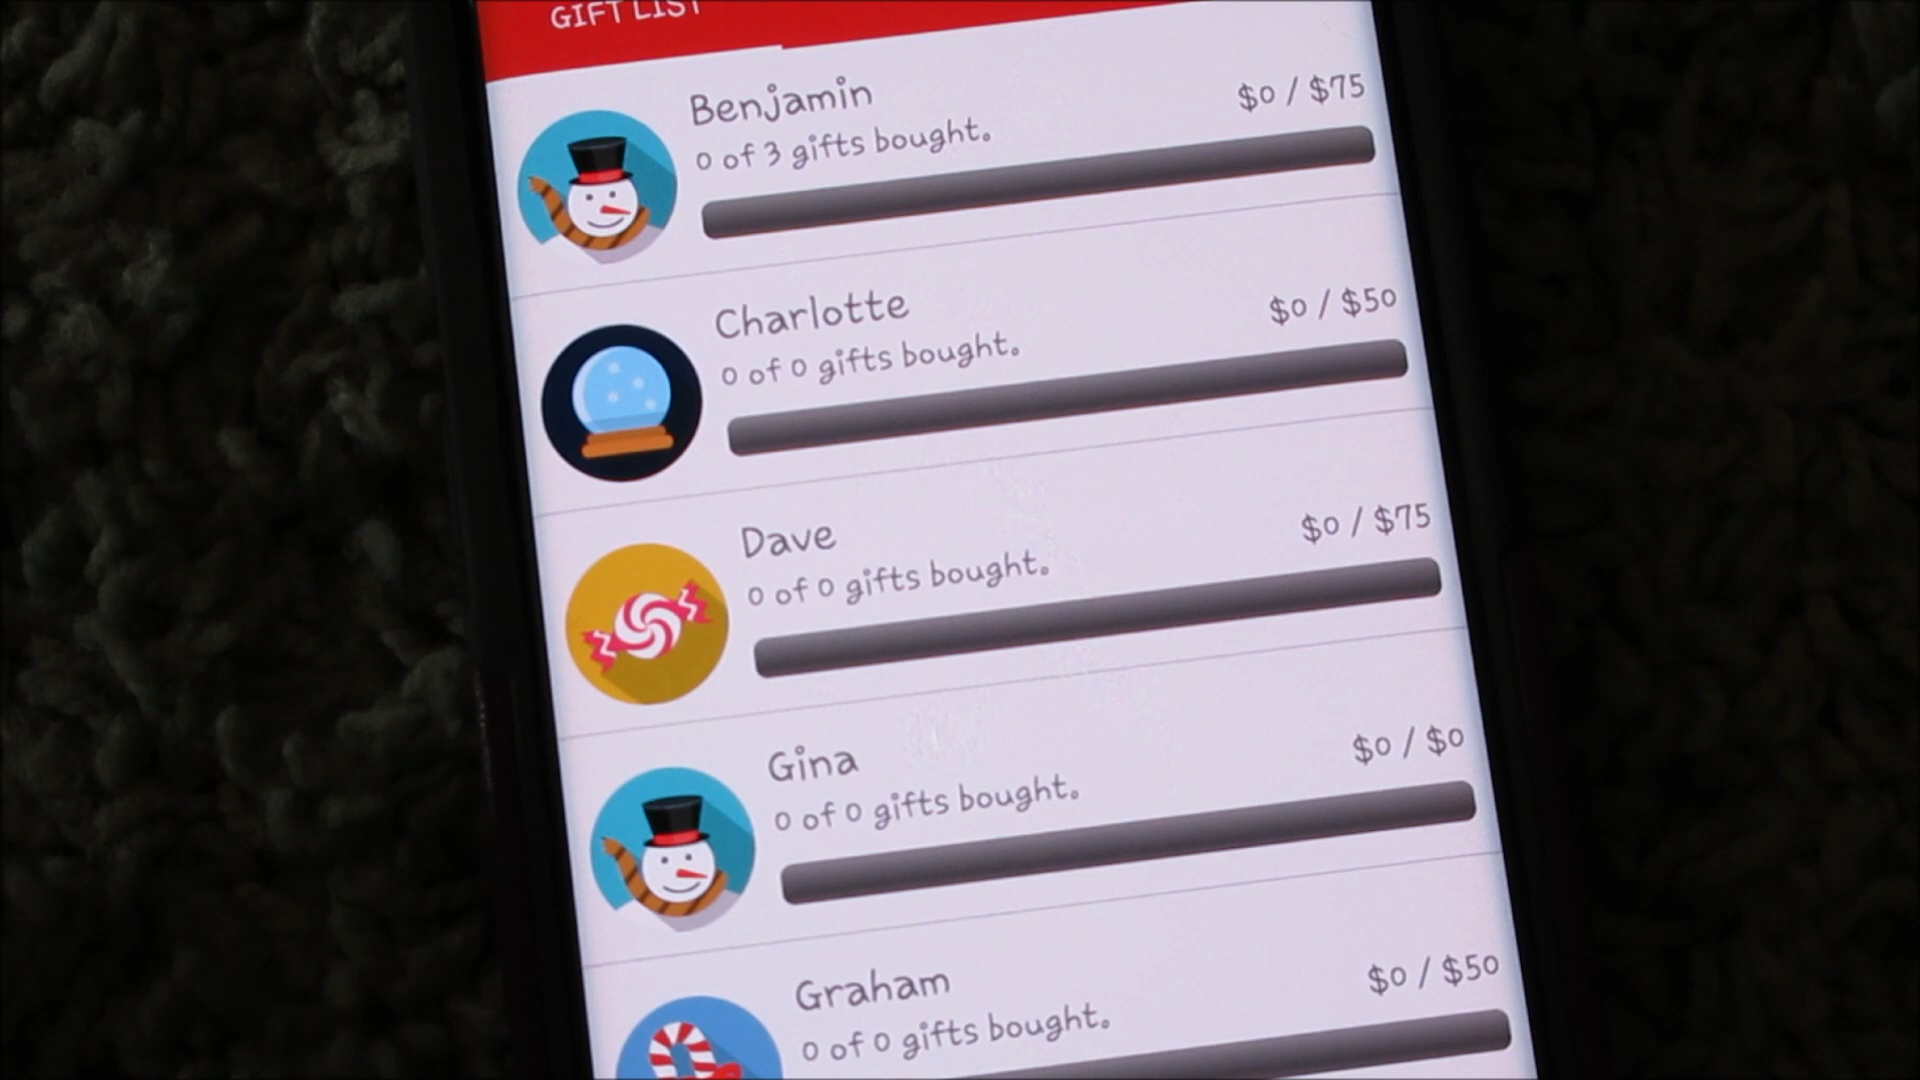 GIFT LIST
Benjamin
$0 / $75
0 of 3 gifts bought.
Charlotte
$0 / $50
0 of 0 gifts bought.
Dave
$0 / $75
0 of 0 gifts bought.
Gina
$0 / $0
0 of 0 gifts bought.
Graham
$0 / $50
0 of 0 gifts bought.